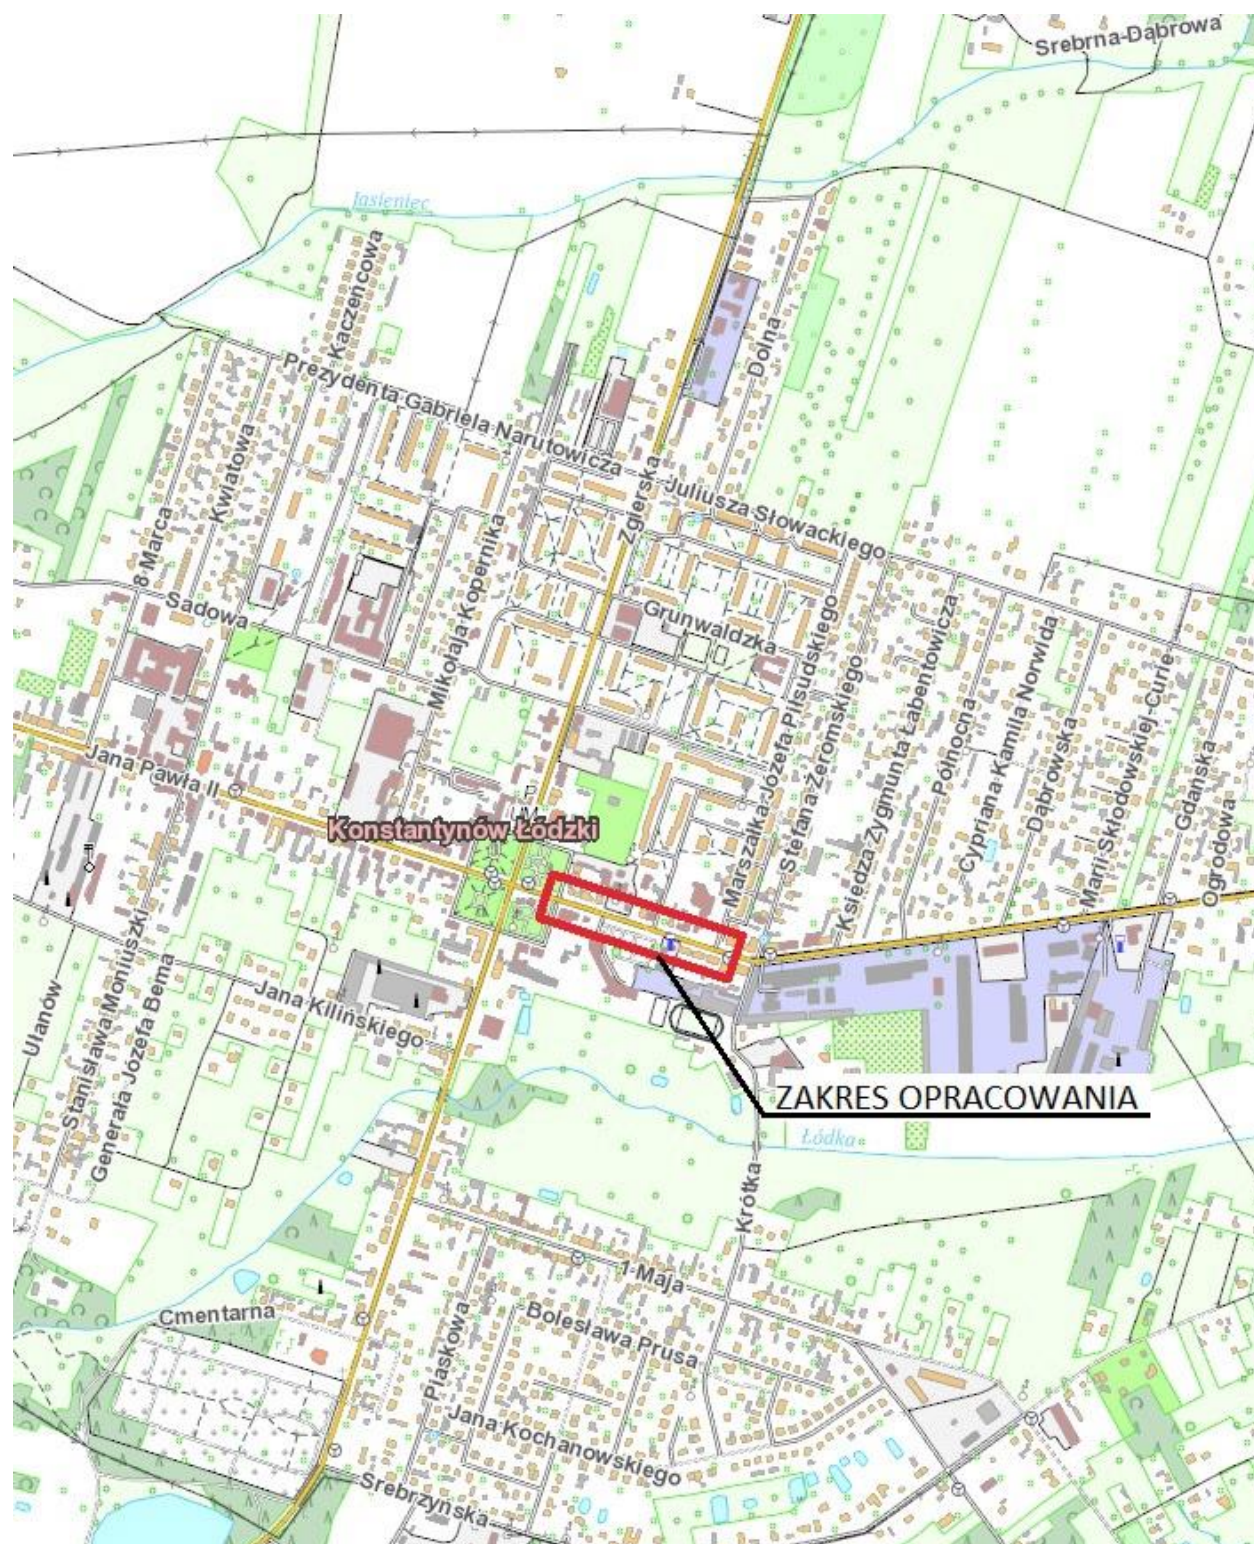 Srebrna-Dąbrowa
Jasieniec
Kaczeńcowa
Prezydenta Gabriela Narutowicza
Dolna
Kwiatowa
8 Marca
Zgierska
Juliusza Słowackiego
Mikołaja Kopernika
Sadowa
Grunwaldzka
Marszałka Józefa Piłsudskiego
Stefana Żeromskiego
Księdza Zygmunta Łabentowicza
Północna
Cypriana Kamila Norwida
Dąbrowska
Marii Skłodowskiej-Curie
Gdańska
Ogrodowa
Jana Pawła II
Konstantynów Łódzki
Ułanów
Stanisława Moniuszki
Generała Józefa Bema
Jana Kilińskiego
ZAKRES OPRACOWANIA
Łódka
Krótka
1 Maja
Cmentarna
Piaskowa
Bolesława Prusa
Jana Kochanowskiego
Srebrzyńska